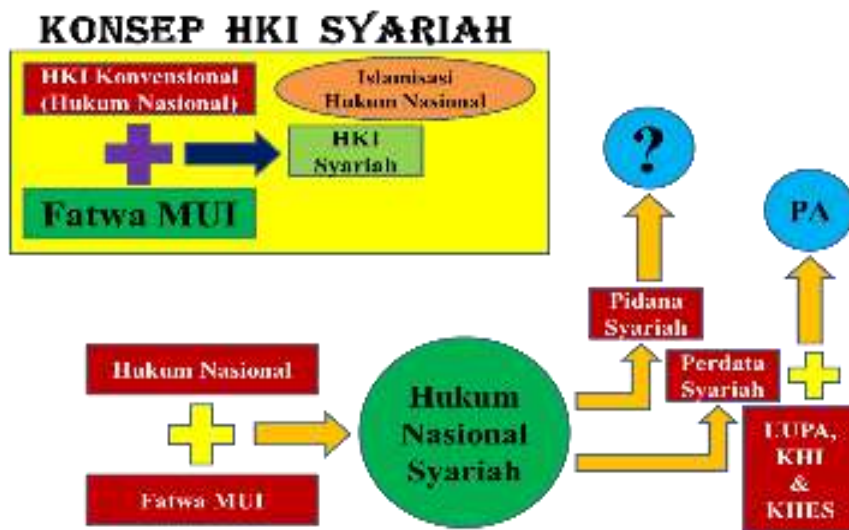 KONSEP HKI SYARIAH
HKI Konvensional
(Hukum Nasional)
Islamisasi
Hukum Nasional
HKI
Syariah
Fatwa MUI
?
PA
Pidana
Syariah
Perdata
Syariah
Hukum Nasional
Hukum
Nasional
Syariah
Fatwa MUI
LUPA,
KHI
&
KHES